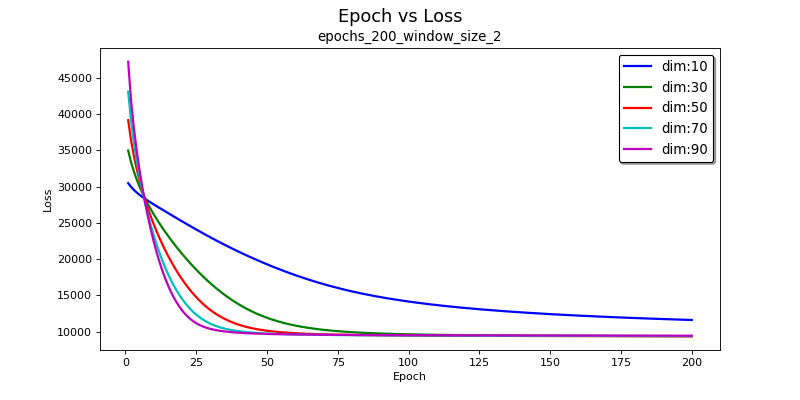 Epoch vs Loss
epochs_200_window_size_2
dim:10
dim:30
dim:50
dim:70
dim:90
Loss
45000
40000
35000
30000
25000
20000
15000
10000
0 25 50 75 100 125 150 175 200
Epoch